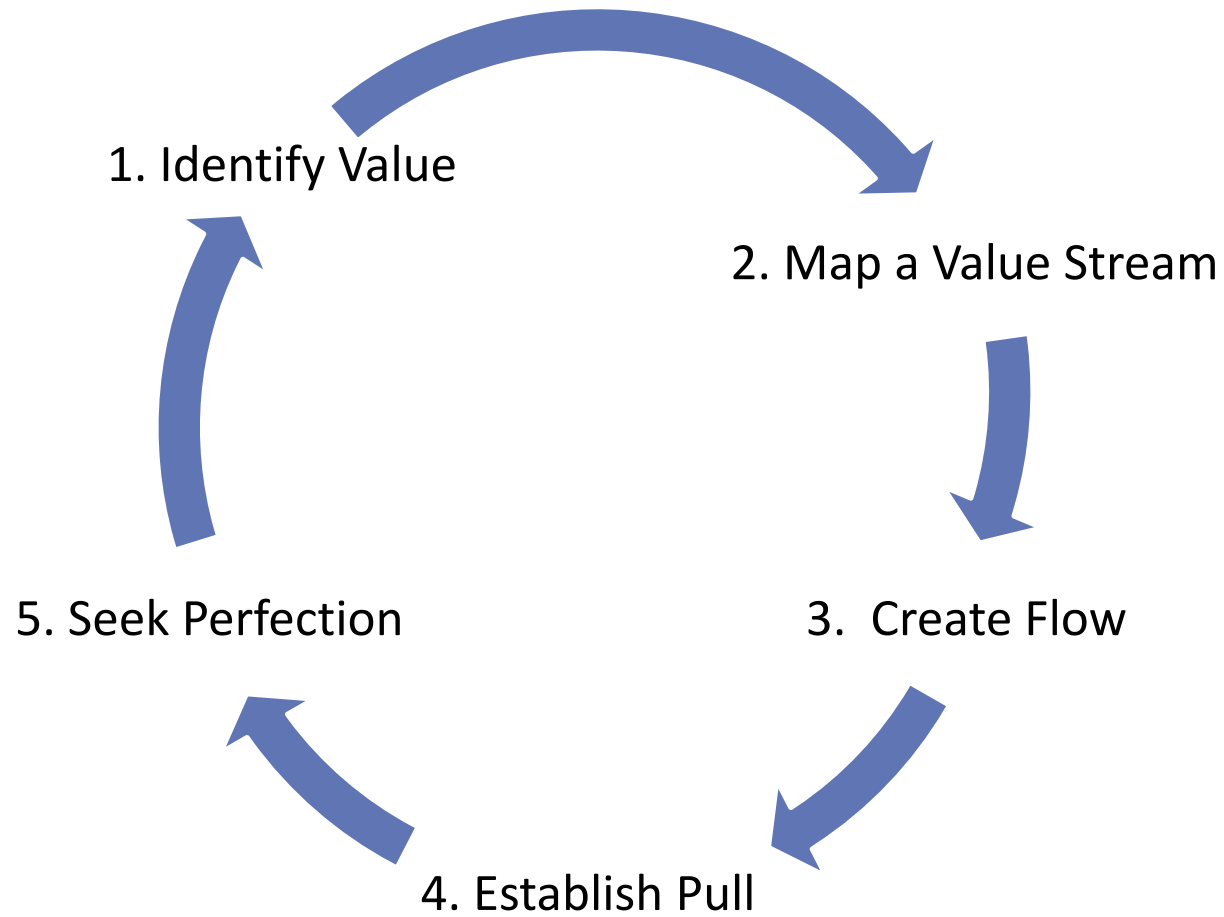 1. Identify Value
2. Map a Value Stream
3.  Create Flow
4. Establish Pull
5. Seek Perfection